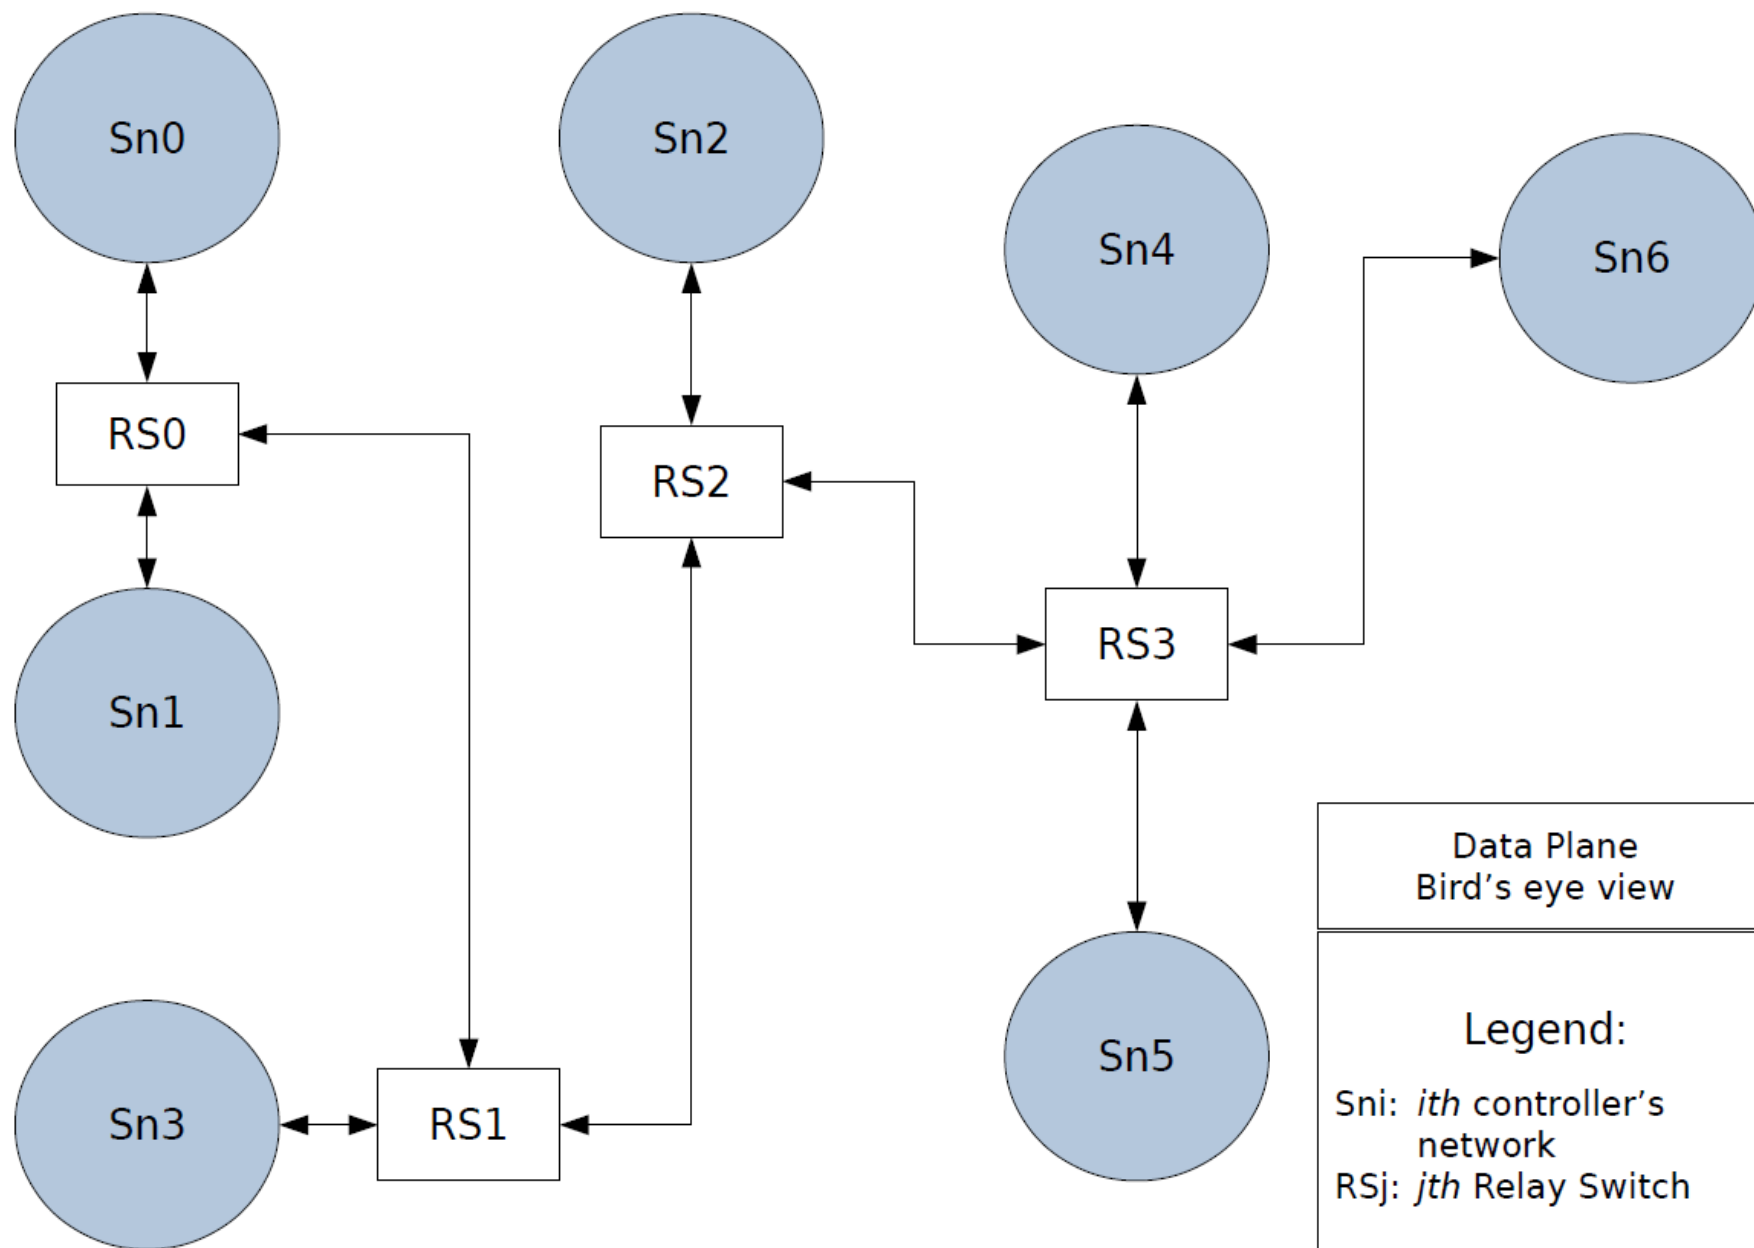 Sn0
Sn2
Sn4
Sn6
RS0
RS2
RS3
Sn1
Sn5
Sn3
RS1
Data Plane
Bird’s eye view
Legend:
Sni: ith controller’s
network
RSj: jth Relay Switch